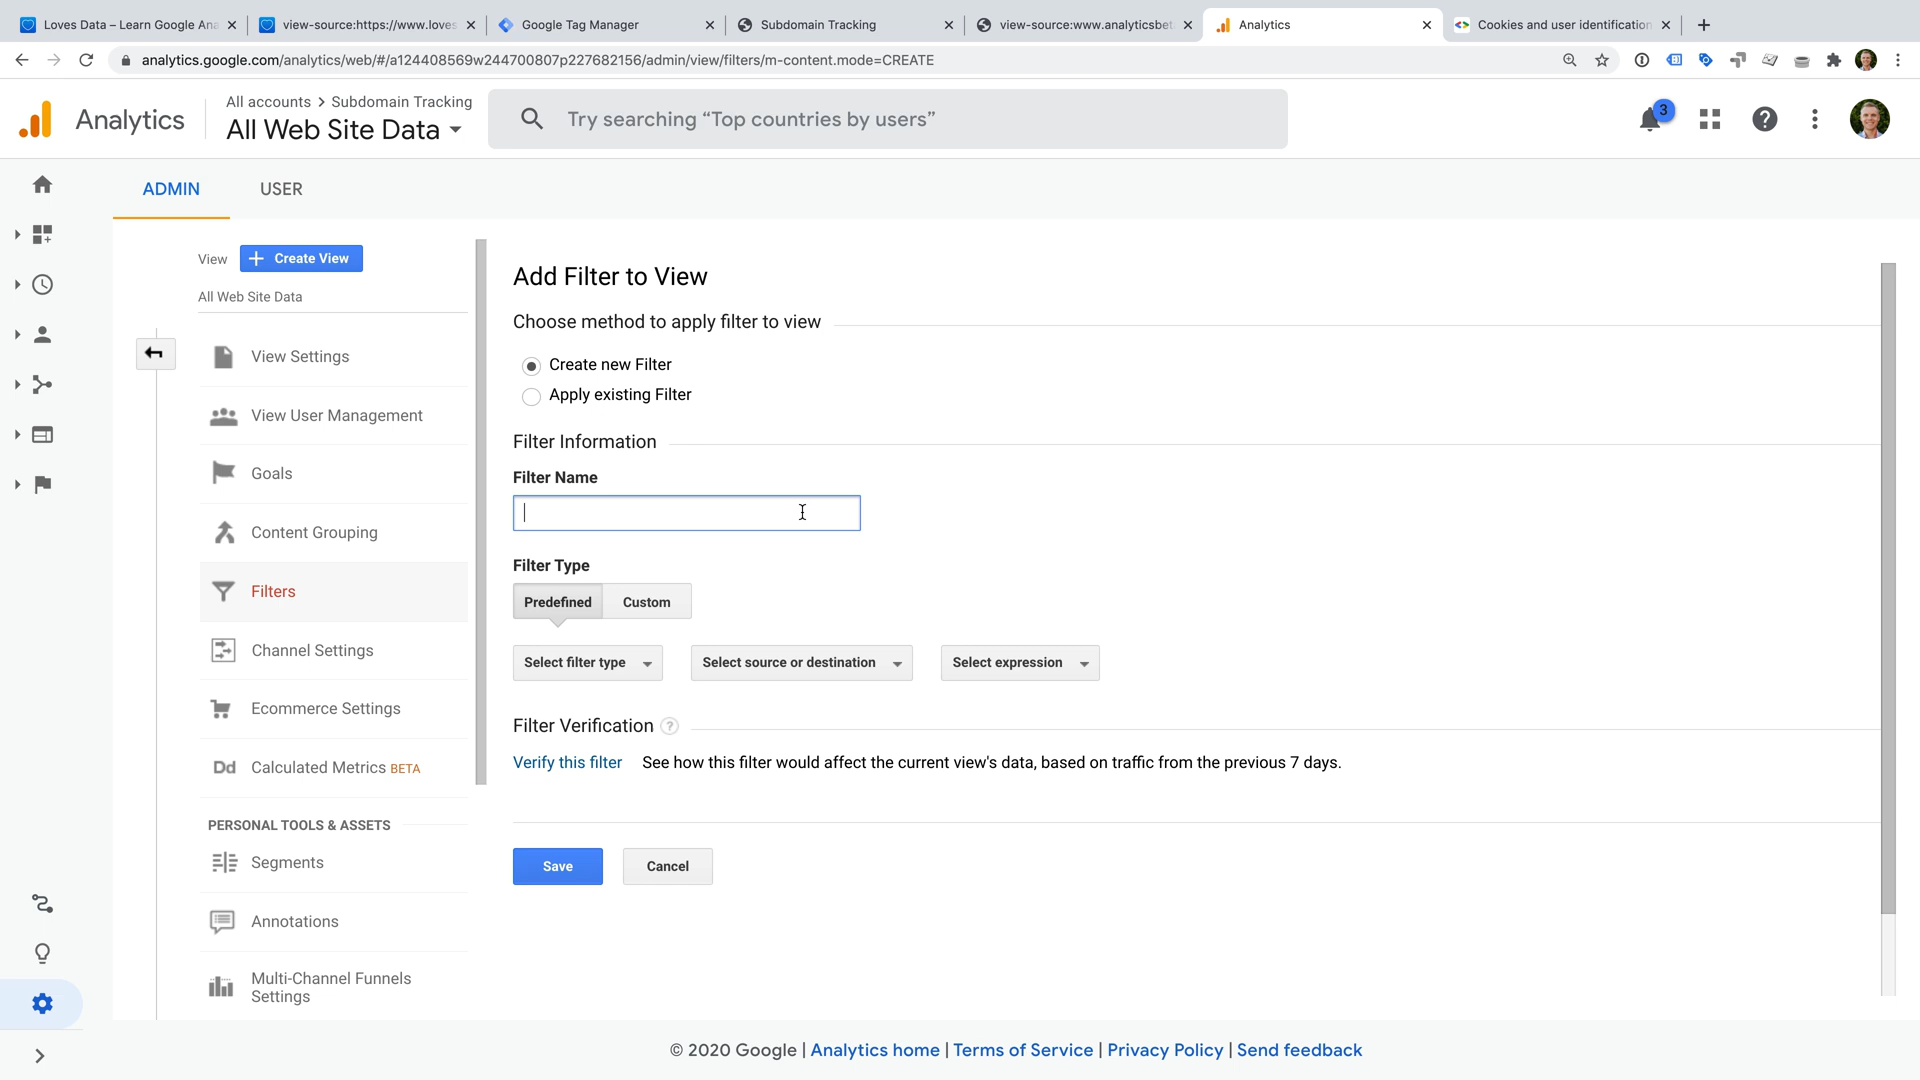 Loves Data – Learn Google Ana
view-source:https://www.loves
Google Tag Manager
Subdomain Tracking
view-source:www.analyticsbet
Analytics
Cookies and user identification
analytics.google.com/analytics/web/#/a124408569w244700807p227682156/admin/view/filters/m-content.mode=CREATE
Analytics
All accounts > Subdomain Tracking
All Web Site Data
Try searching “Top countries by users”
3
ADMIN
USER
View
Create View
All Web Site Data
View Settings
View User Management
Goals
Content Grouping
Filters
Channel Settings
Ecommerce Settings
Dd Calculated Metrics BETA
PERSONAL TOOLS & ASSETS
Segments
Annotations
Multi-Channel Funnels
Settings
Add Filter to View
Choose method to apply filter to view
Create new Filter
Apply existing Filter
Filter Information
Filter Name
Filter Type
Predefined
Custom
Select filter type
Select source or destination
Select expression
Filter Verification ?
Verify this filter See how this filter would affect the current view's data, based on traffic from the previous 7 days.
Save
Cancel
© 2020 Google | Analytics home | Terms of Service | Privacy Policy | Send feedback